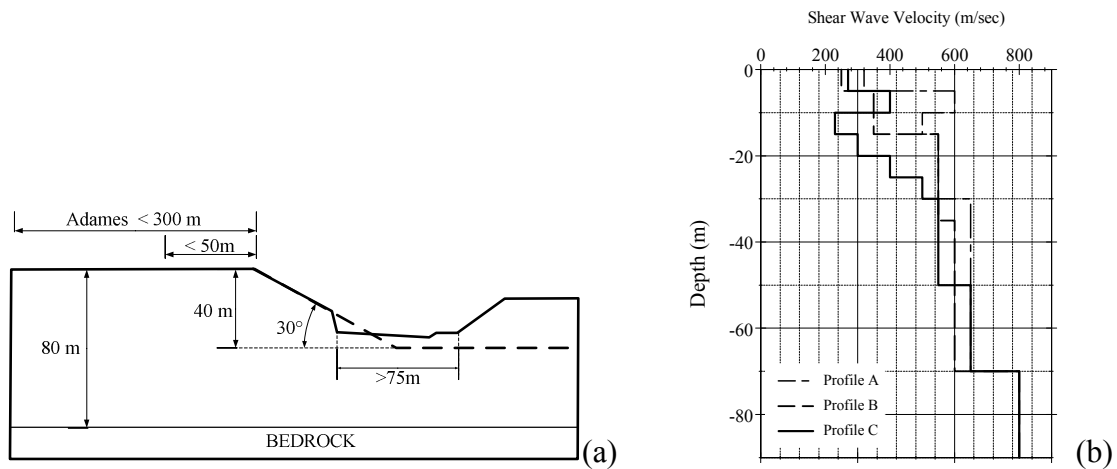 Adames < 300 m
< 50m
40 m
30°
80 m
>75m
BEDROCK
(a)
Shear Wave Velocity (m/sec)
0 200 400 600 800
0
-20
-40
-60
-80
Depth (m)
Profile A
Profile B
Profile C
(b)